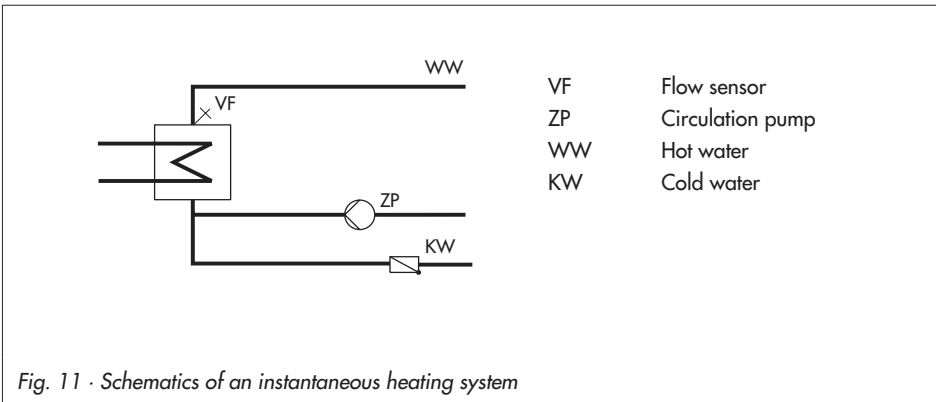 WW
VF
ZP
KW
VF Flow sensor
ZP Circulation pump
WW Hot water
KW Cold water
Fig. 11 · Schematics of an instantaneous heating system